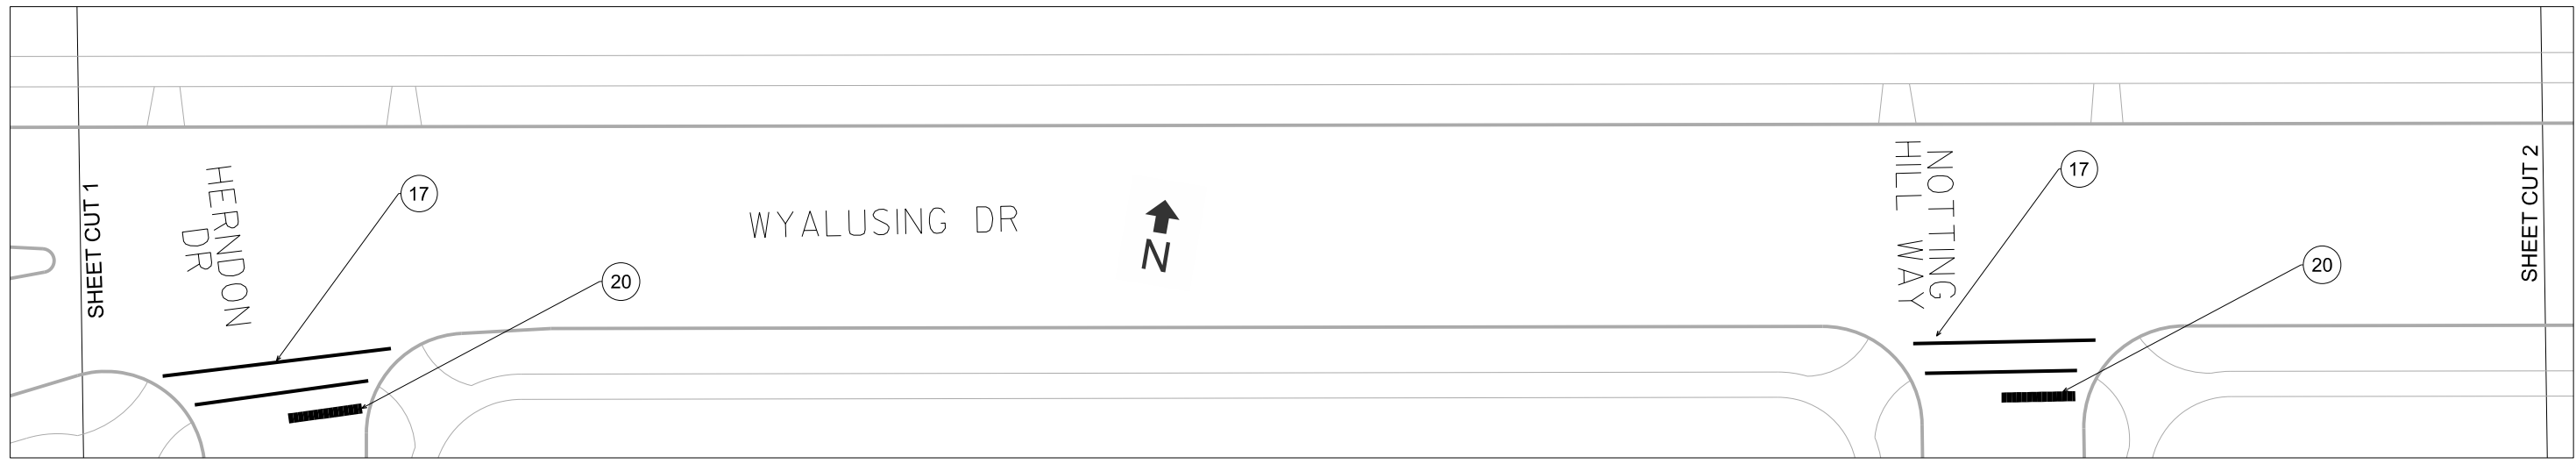 SHEET CUT 1
HERNDON
DR
17
20
WYALUSING DR
N
NOTTING
HILL WAY
17
20
SHEET CUT 2